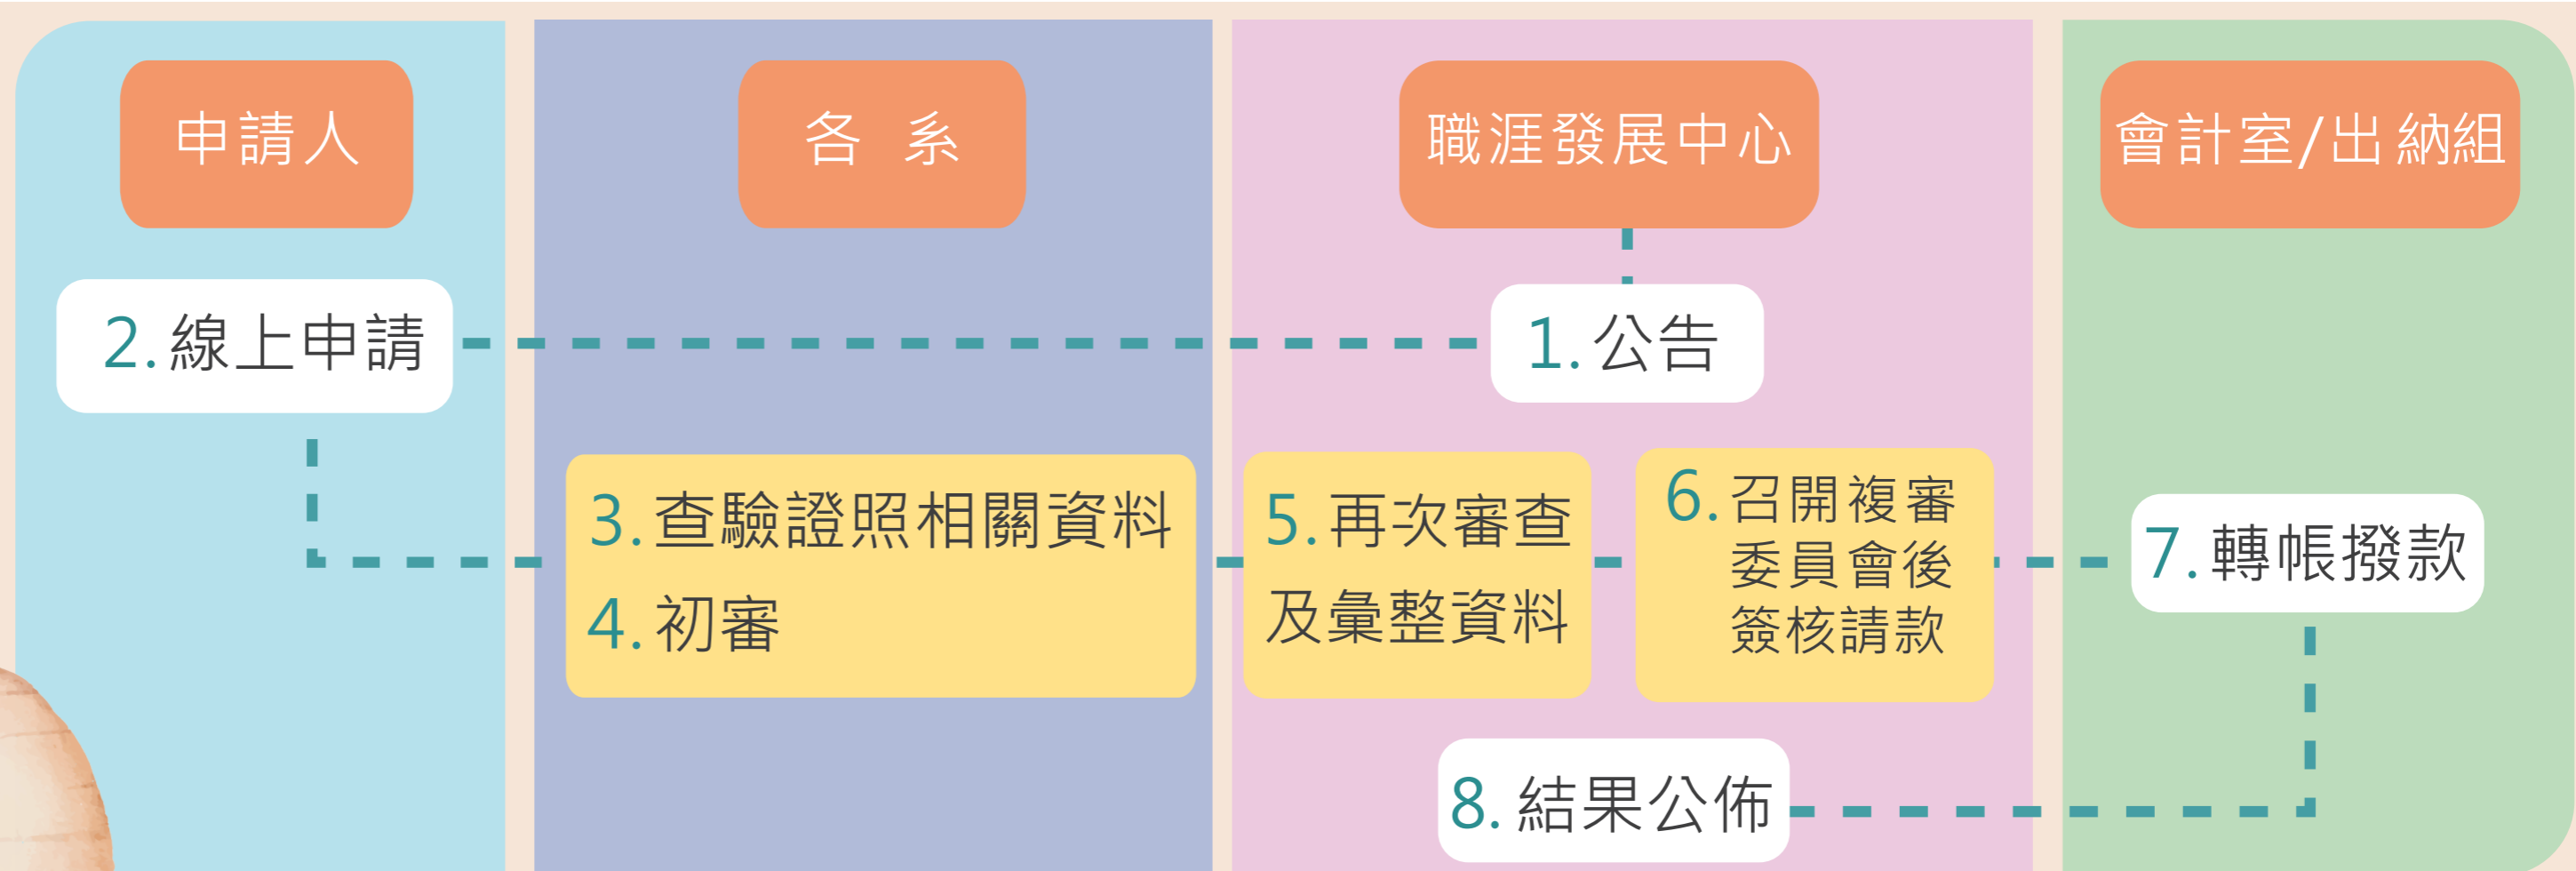 申請人
各 系
職涯發展中心
會計室/出納組
2.線上申請
1.公告
3.查驗證照相關資料
4.初審
5.再次審查
及彙整資料
6.召開複審
委員會後
簽核請款
7.轉帳撥款
8.結果公佈